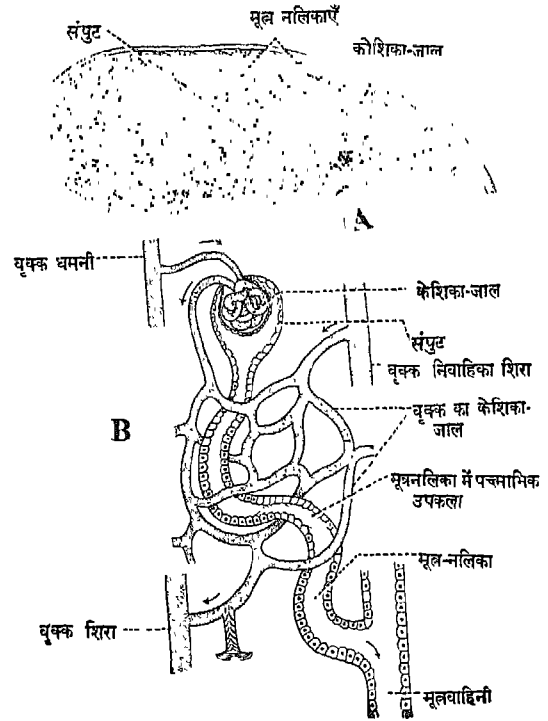 मूत्र नलिकाएँ
संपुट
कोशिका-जाल
A
वृक्क धमनी
केशिका-जाल
संपुट
वृक्क निवाहिका शिरा
B
वृक्क का केशिका-
जाल
मूत्रनलिका में पक्ष्माभिक
उपकला
मूत्र-नलिका
वृक्क शिरा
मूत्रवाहिनी